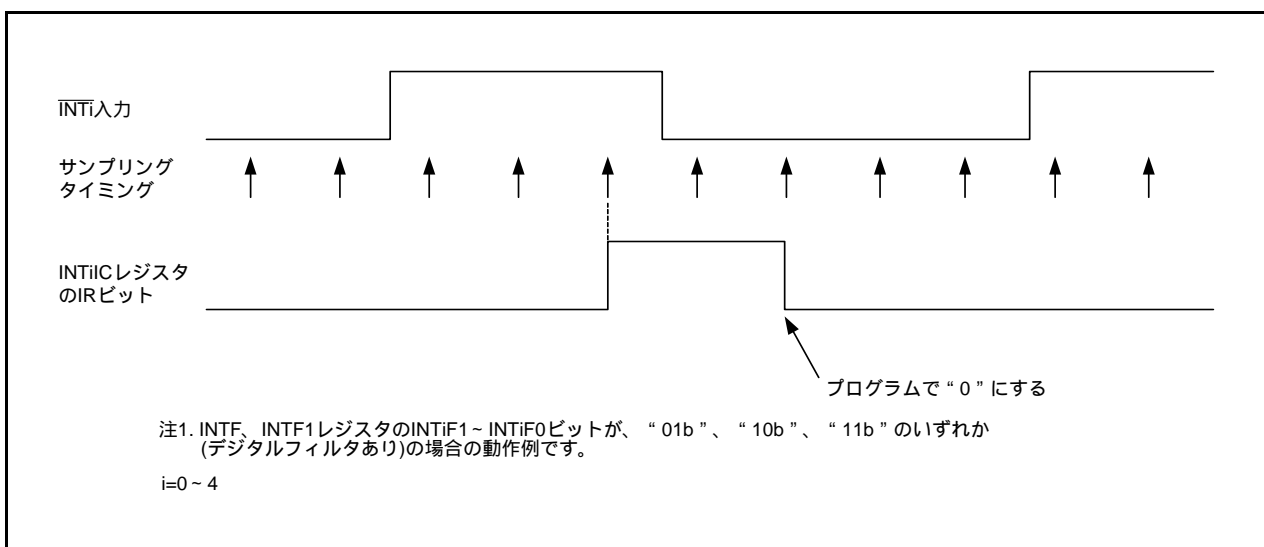 INTi入力
サンプリング
タイミング
INTiICレジスタ
のIRビット
プログラムで“0”にする
注1. INTF、INTF1レジスタのINTiF1~INTiF0ビットが、“01b”、“10b”、“11b”のいずれか
(デジタルフィルタあり)の場合の動作例です。
i=0~4